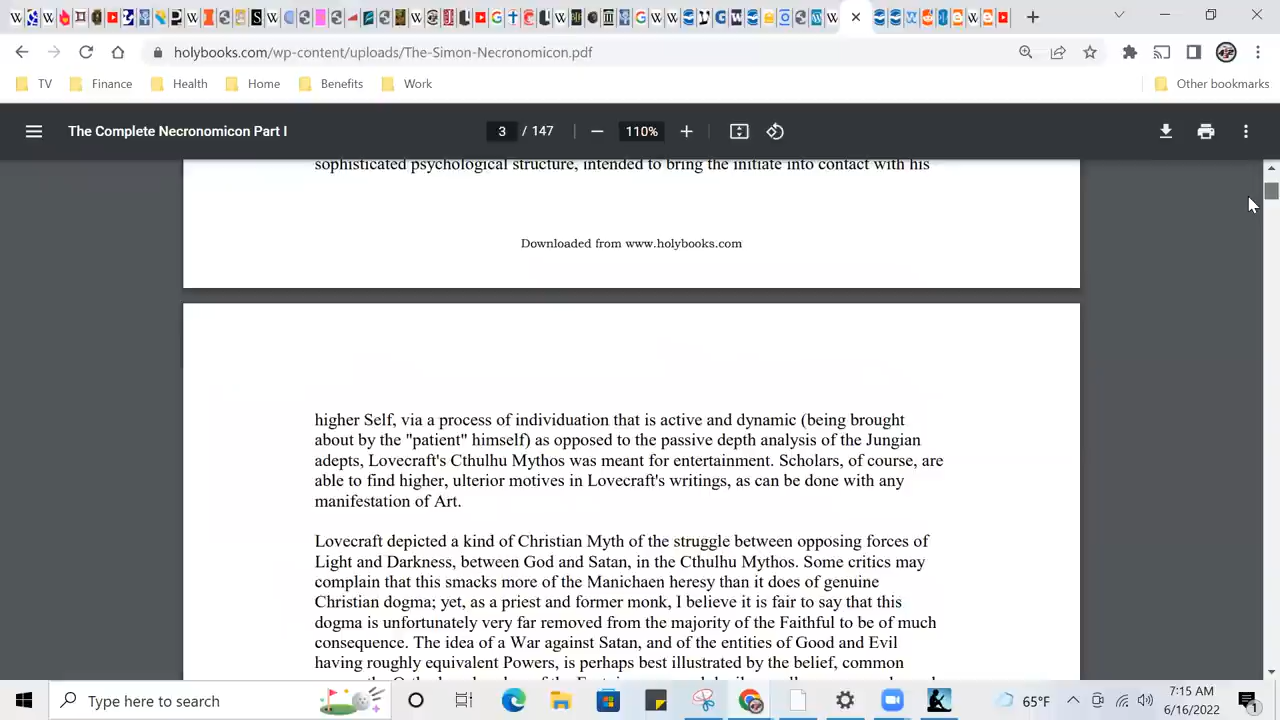 holybooks.com/wp-content/uploads/The-Simon-Necronomicon.pdf
TV Finance Health Home Benefits Work Other bookmarks
The Complete Necronomicon Part I 3 / 147 110%
sophisticated psychological structure, intended to bring the initiate into contact with his
Downloaded from www.holybooks.com
higher Self, via a process of individuation that is active and dynamic (being brought
about by the "patient" himself) as opposed to the passive depth analysis of the Jungian
adepts, Lovecraft's Cthulhu Mythos was meant for entertainment. Scholars, of course, are
able to find higher, ulterior motives in Lovecraft's writings, as can be done with any
manifestation of Art.
Lovecraft depicted a kind of Christian Myth of the struggle between opposing forces of
Light and Darkness, between God and Satan, in the Cthulhu Mythos. Some critics may
complain that this smacks more of the Manichaen heresy than it does of genuine
Christian dogma; yet, as a priest and former monk, I believe it is fair to say that this
dogma is unfortunately very far removed from the majority of the Faithful to be of much
consequence. The idea of a War against Satan, and of the entities of Good and Evil
having roughly equivalent Powers, is perhaps best illustrated by the belief, common
Type here to search 65°F 7:15 AM
6/16/2022